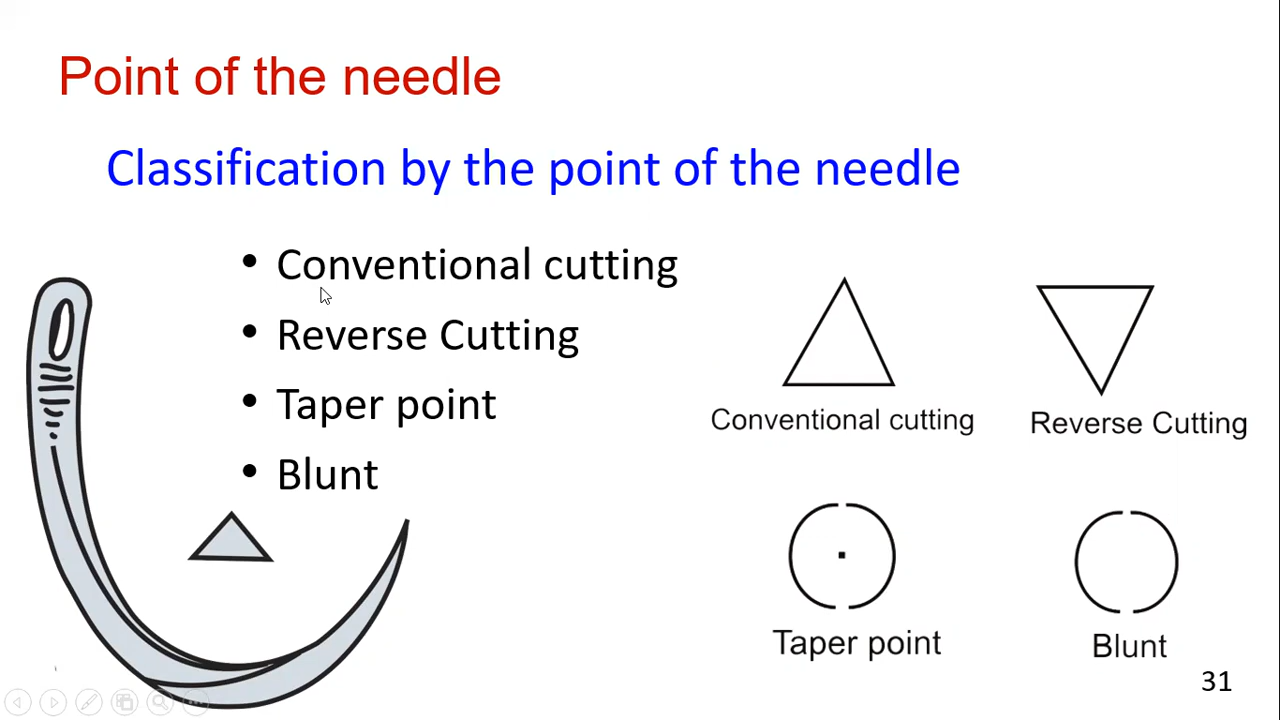 Point of the needle
Classification by the point of the needle
• Conventional cutting
• Reverse Cutting
• Taper point
• Blunt
Conventional cutting
Reverse Cutting
Taper point
Blunt
31